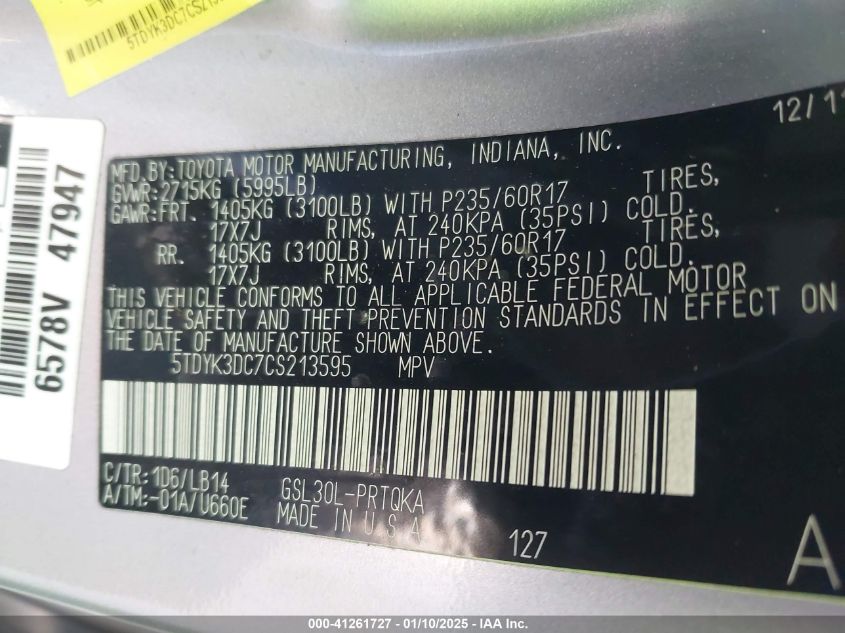 5TDYK3DC7CS213595
12/11
MFD.BY:TOYOTA MOTOR MANUFACTURING, INDIANA, INC.
GVWR:2715KG (5995LB)
GAWR:FRT. 1405KG (3100LB) WITH P235/60R17 TIRES,
17X7J RIMS, AT 240KPA (35PSI) COLD.
RR. 1405KG (3100LB) WITH P235/60R17 TIRES,
17X7J RIMS, AT 240KPA (35PSI) COLD.
THIS VEHICLE CONFORMS TO ALL APPLICABLE FEDERAL MOTOR
VEHICLE SAFETY AND THEFT PREVENTION STANDARDS IN EFFECT ON
THE DATE OF MANUFACTURE SHOWN ABOVE.
5TDYK3DC7CS213595 MPV
C/TR:1D6/LB14
A/TM:-01A/U660E
GSL30L-PRTQKA
MADE IN U.S.A
127
A
6578V 47947
000-41261727 — 01/10/2025 - IAA Inc.